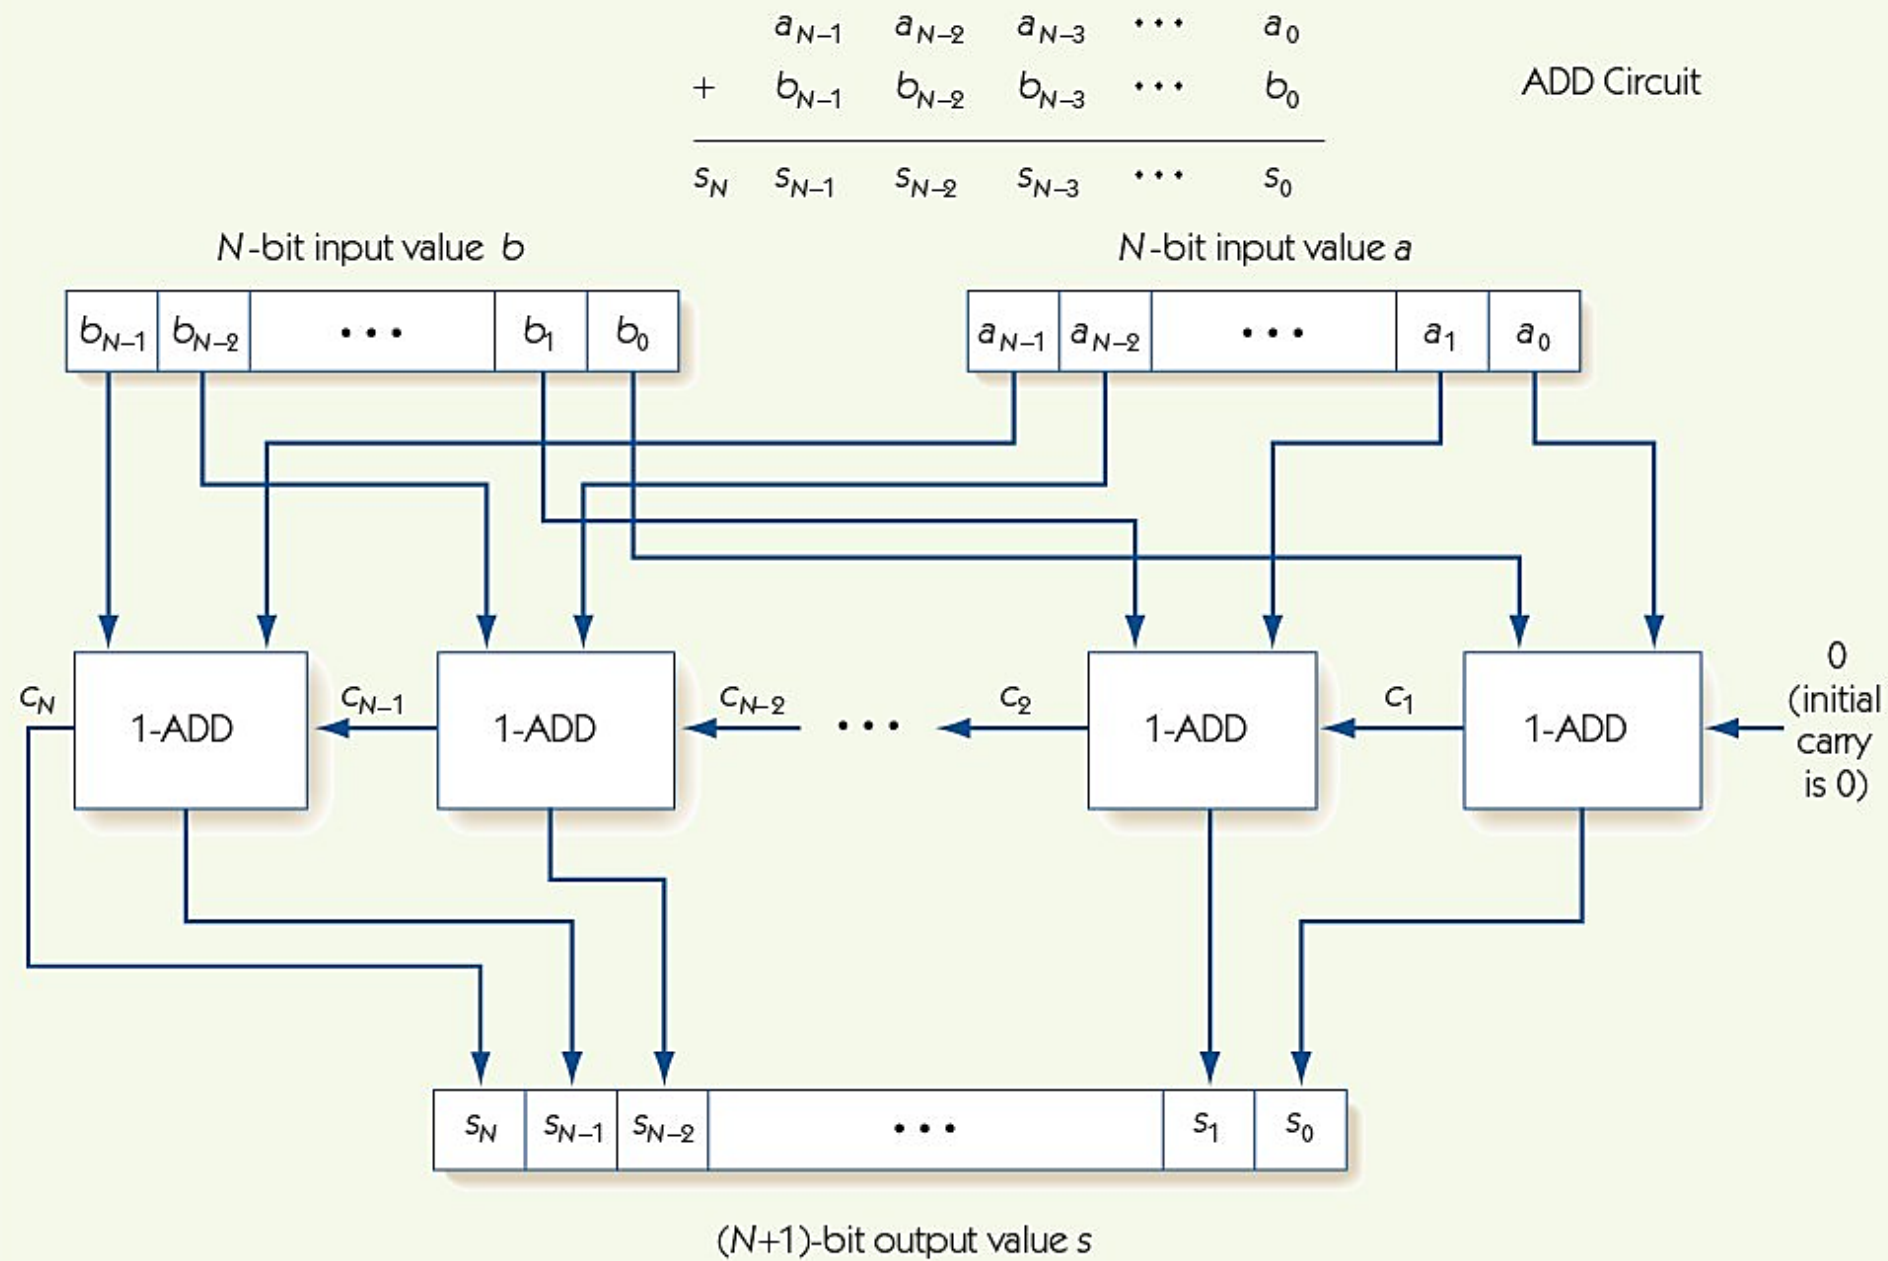 a_{N–1} a_{N–2} a_{N–3} ··· a_0
+ b_{N–1} b_{N–2} b_{N–3} ··· b_0
ADD Circuit
s_N s_{N–1} s_{N–2} s_{N–3} ··· s_0
N-bit input value b
N-bit input value a
b_{N–1} b_{N–2} ··· b_1 b_0
a_{N–1} a_{N–2} ··· a_1 a_0
c_N
1-ADD
c_{N–1}
1-ADD
c_{N–2}
···
c_2
1-ADD
c_1
1-ADD
0
(initial
carry
is 0)
s_N s_{N–1} s_{N–2} ··· s_1 s_0
(N+1)-bit output value s